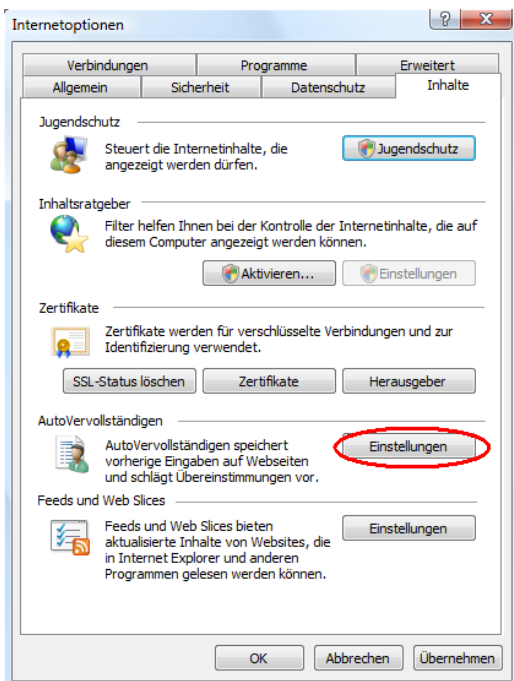 Internetoptionen
Verbindungen Programme Erweitert
Allgemein Sicherheit Datenschutz Inhalte
Jugendschutz
Steuert die Internetinhalte, die
angezeigt werden dürfen.
Jugendschutz
Inhaltsratgeber
Filter helfen Ihnen bei der Kontrolle der Internetinhalte, die auf
diesem Computer angezeigt werden können.
Aktivieren... Einstellungen
Zertifikate
Zertifikate werden für verschlüsselte Verbindungen und zur
Identifizierung verwendet.
SSL-Status löschen Zertifikate Herausgeber
AutoVervollständigen
AutoVervollständigen speichert
vorherige Eingaben auf Webseiten
und schlägt Übereinstimmungen vor.
Einstellungen
Feeds und Web Slices
Feeds und Web Slices bieten
aktualisierte Inhalte von Websites, die
in Internet Explorer und anderen
Programmen gelesen werden können.
Einstellungen
OK Abbrechen Übernehmen